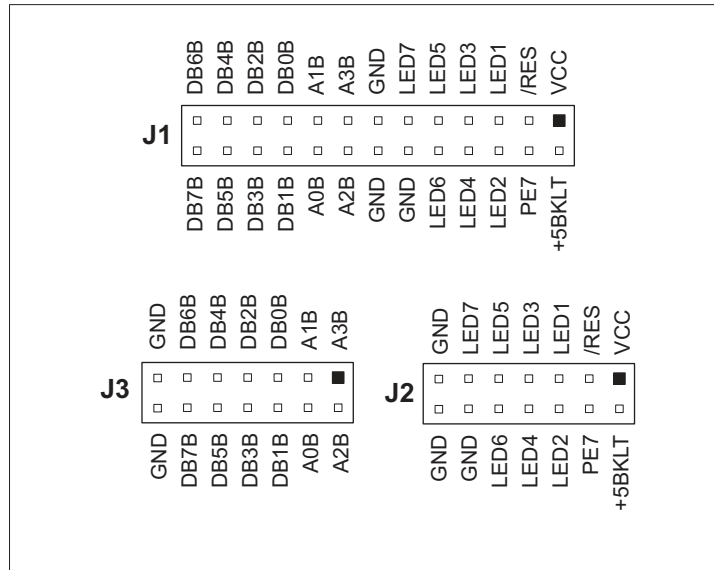 DB6B DB4B DB2B DB0B A1B A3B GND LED7 LED5 LED3 LED1 /RES VCC
J1
DB7B DB5B DB3B DB1B A0B A2B GND GND LED6 LED4 LED2 PE7 +5BKLT
GND DB6B DB4B DB2B DB0B A1B A3B
J3
GND DB7B DB5B DB3B DB1B A0B A2B
GND LED7 LED5 LED3 LED1 /RES VCC
J2
GND GND LED6 LED4 LED2 PE7 +5BKLT